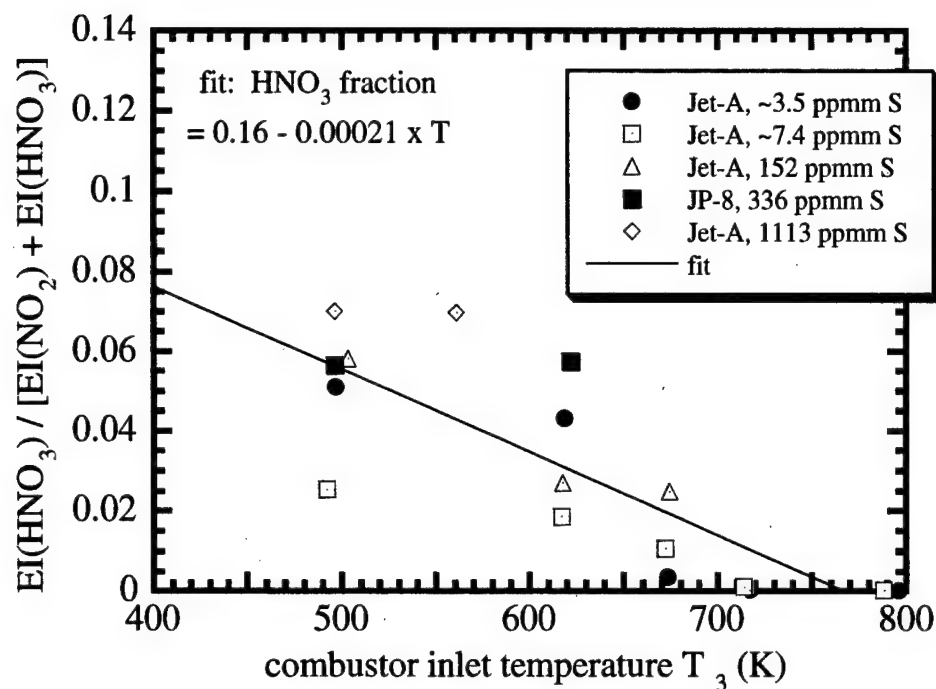 EI(HNO3) / [EI(NO2) + EI(HNO3)]
0.14
0.12
0.1
0.08
0.06
0.04
0.02
0
fit: HNO3 fraction
= 0.16 - 0.00021 x T
Jet-A, ~3.5 ppmm S
Jet-A, ~7.4 ppmm S
Jet-A, 152 ppmm S
JP-8, 336 ppmm S
Jet-A, 1113 ppmm S
fit
400 500 600 700 800
combustor inlet temperature T3 (K)